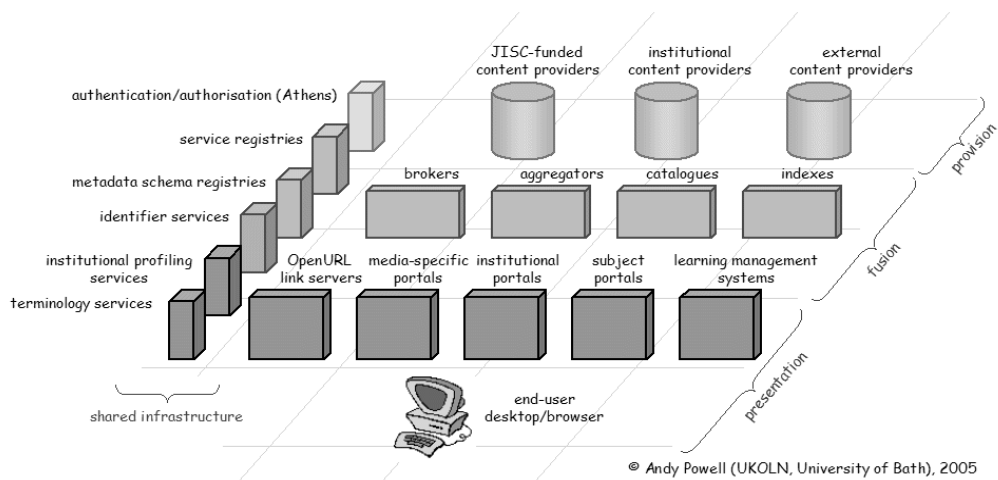 JISC-funded
content providers
institutional
content providers
external
content providers
authentication/authorisation (Athens)
service registries
metadata schema registries
identifier services
institutional profiling
services
terminology services
brokers
aggregators
catalogues
indexes
OpenURL
link servers
media-specific
portals
institutional
portals
subject
portals
learning management
systems
provision
fusion
presentation
shared infrastructure
end-user
desktop/browser
© Andy Powell (UKOLN, University of Bath), 2005